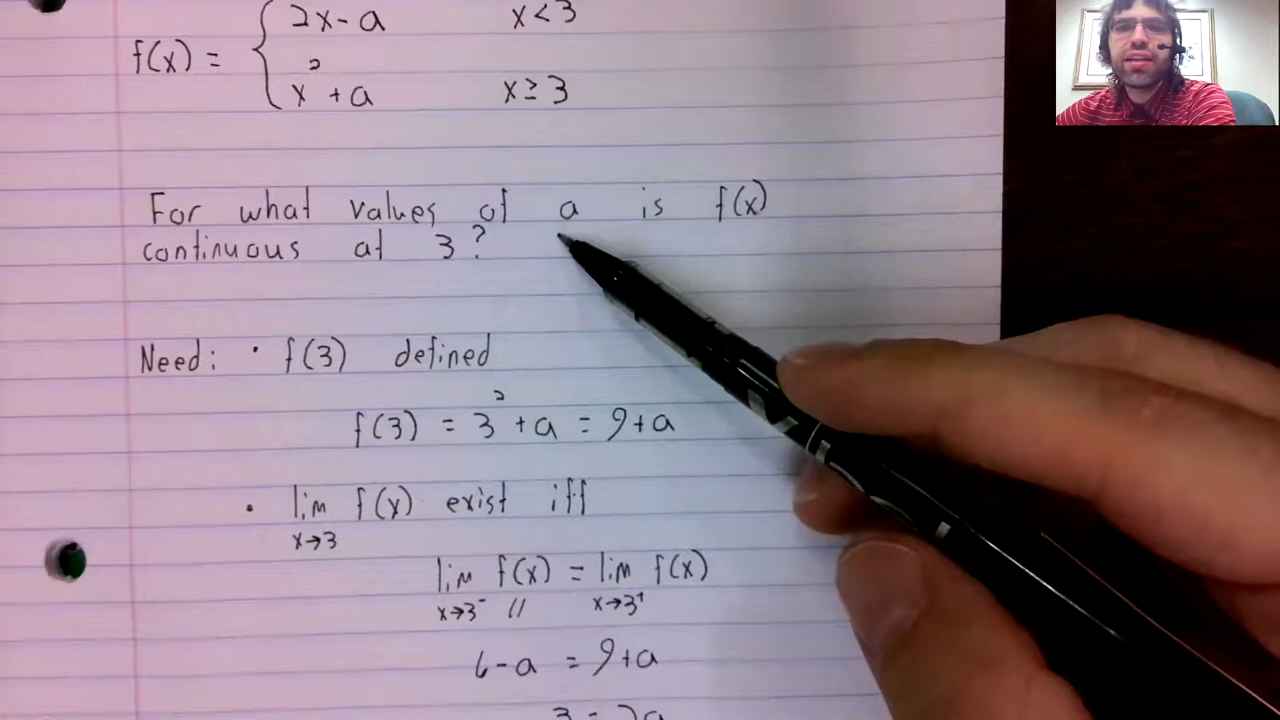 2x-a x<3
f(x) = {
x² + a x ≥ 3
For what values of a is f(x)
continuous at 3?
Need: • f(3) defined
f(3) = 3² + a = 9+a
• lim f(x) exist iff
x→3
lim f(x) = lim f(x)
x→3⁻ // x→3⁺
6-a = 9+a